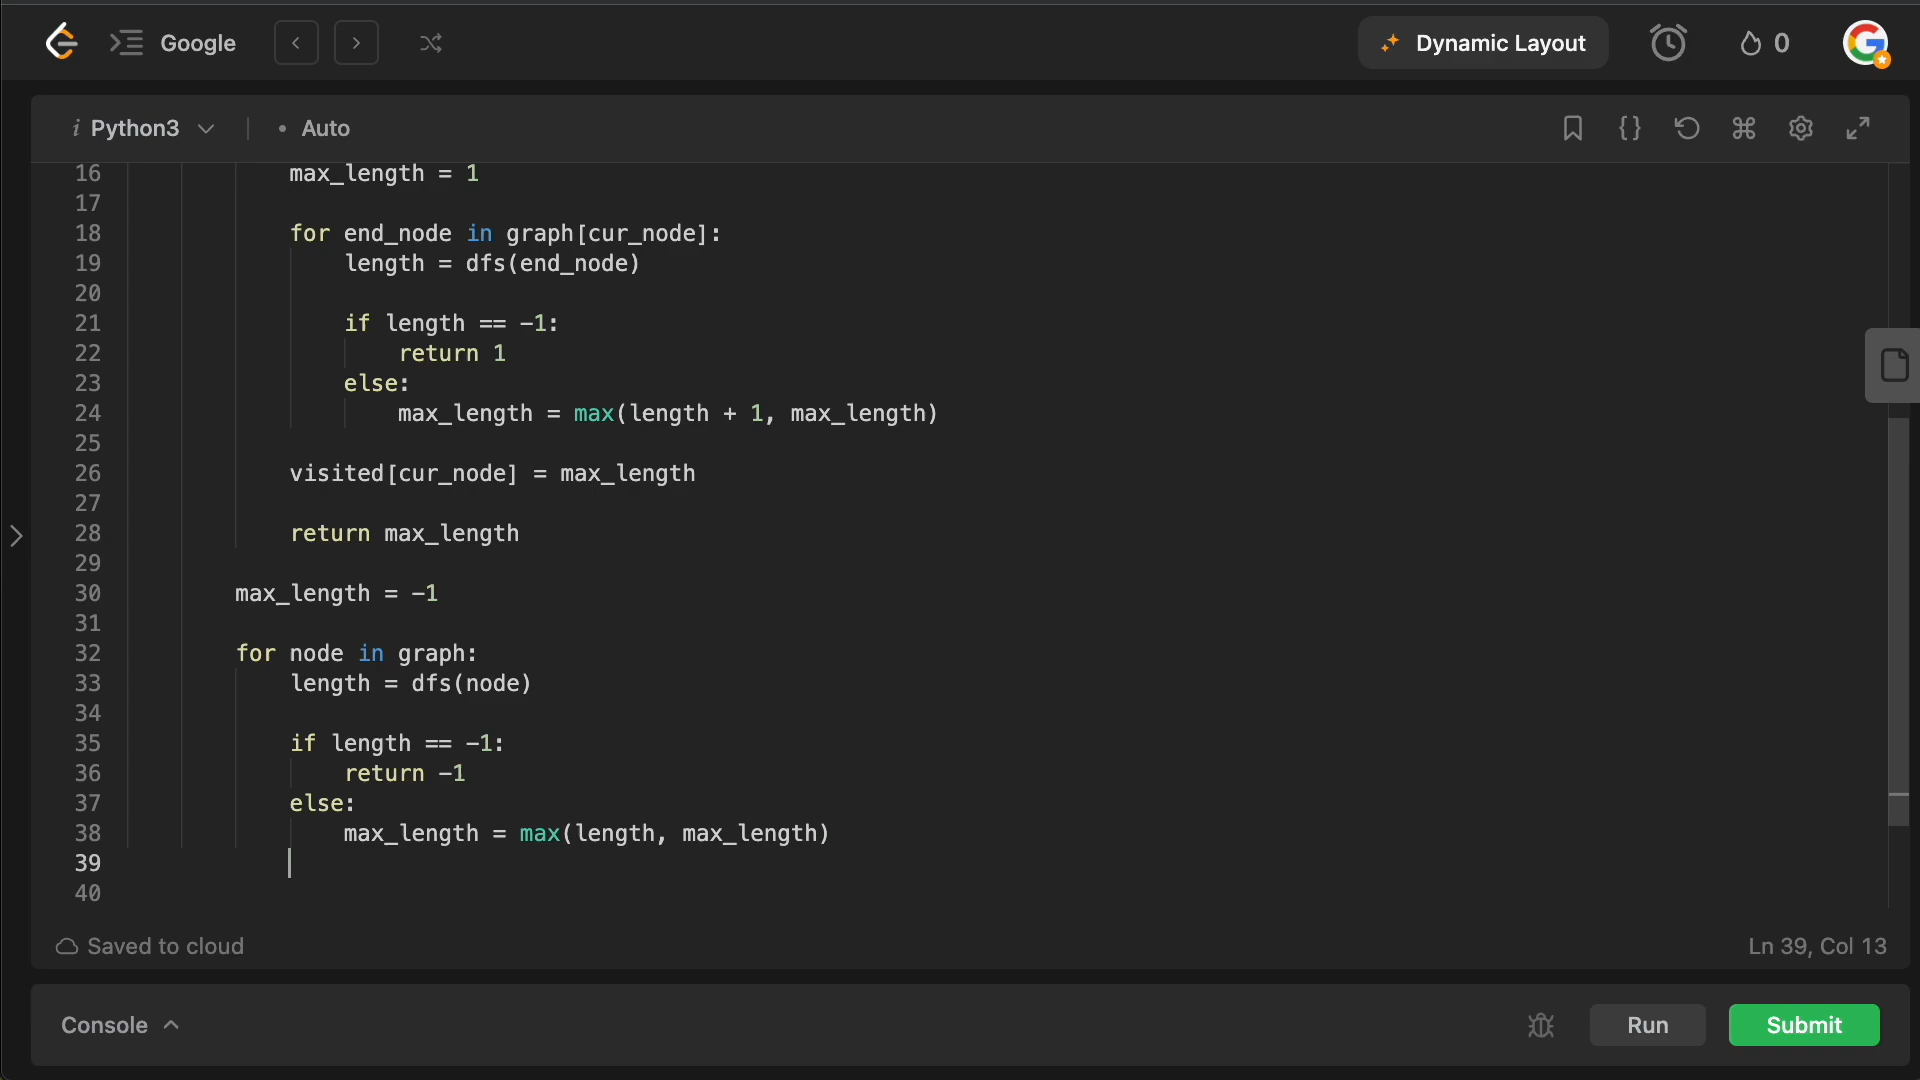 Google
Dynamic Layout
0
i Python3
• Auto
16 max_length = 1
17
18 for end_node in graph[cur_node]:
19 length = dfs(end_node)
20
21 if length == -1:
22 return 1
23 else:
24 max_length = max(length + 1, max_length)
25
26 visited[cur_node] = max_length
27
28 return max_length
29
30 max_length = -1
31
32 for node in graph:
33 length = dfs(node)
34
35 if length == -1:
36 return -1
37 else:
38 max_length = max(length, max_length)
39
40
Saved to cloud
Ln 39, Col 13
Console
Run
Submit